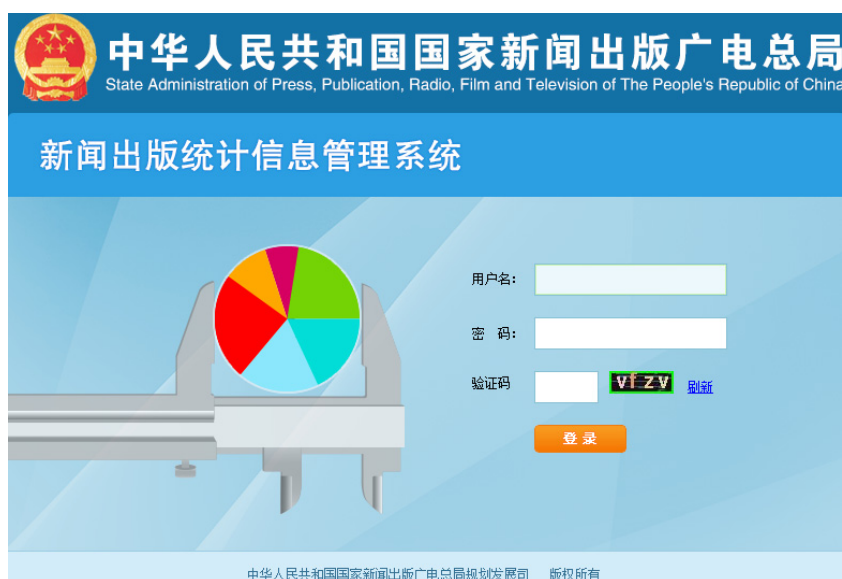 中华人民共和国国家新闻出版广电总局
State Administration of Press, Publication, Radio, Film and Television of The People's Republic of China
新闻出版统计信息管理系统
用户名:
密 码:
验证码 vfzv 刷新
登 录
中华人民共和国国家新闻出版广电总局规划发展司 版权所有